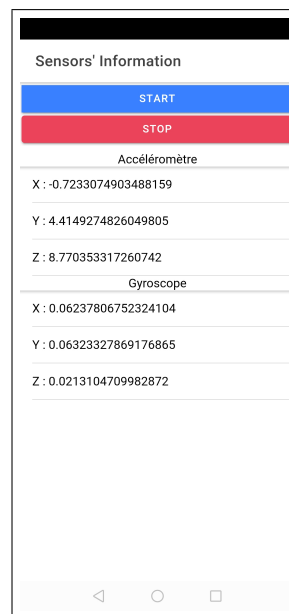 Sensors' Information
START
STOP
Accéléromètre
X : -0.7233074903488159
Y : 4.4149274826049805
Z : 8.770353317260742
Gyroscope
X : 0.06237806752324104
Y : 0.06323327869176865
Z : 0.0213104709982872